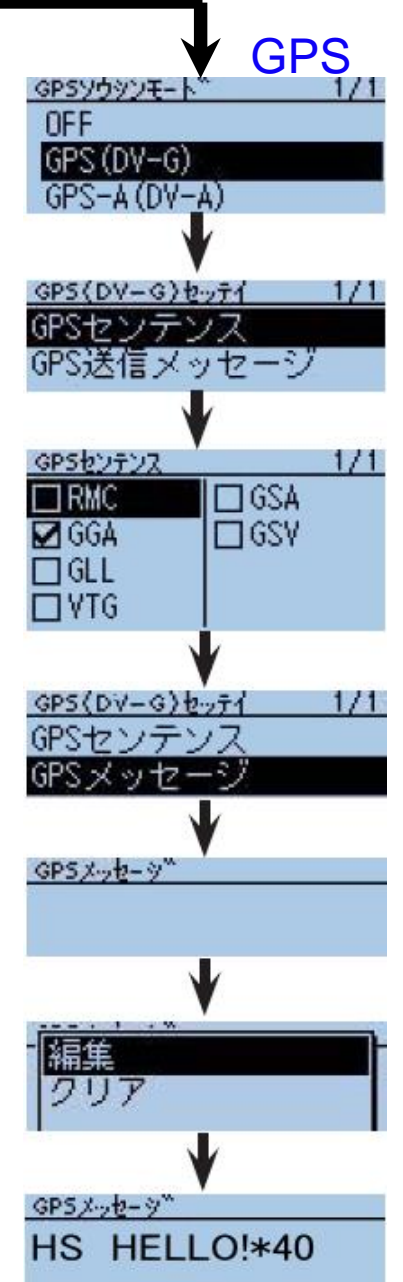 GPS
GPSソウシンモード 1/1
OFF
GPS(DV-G)
GPS-A(DV-A)
GPS(DV-G)セッテイ 1/1
GPSセンテンス
GPS送信メッセージ
GPSセンテンス 1/1
RMC GSA
GGA GSV
GLL
VTG
GPS(DV-G)セッテイ 1/1
GPSセンテンス
GPSメッセージ
GPSメッセージ
編集
クリア
GPSメッセージ
HS HELLO!*40